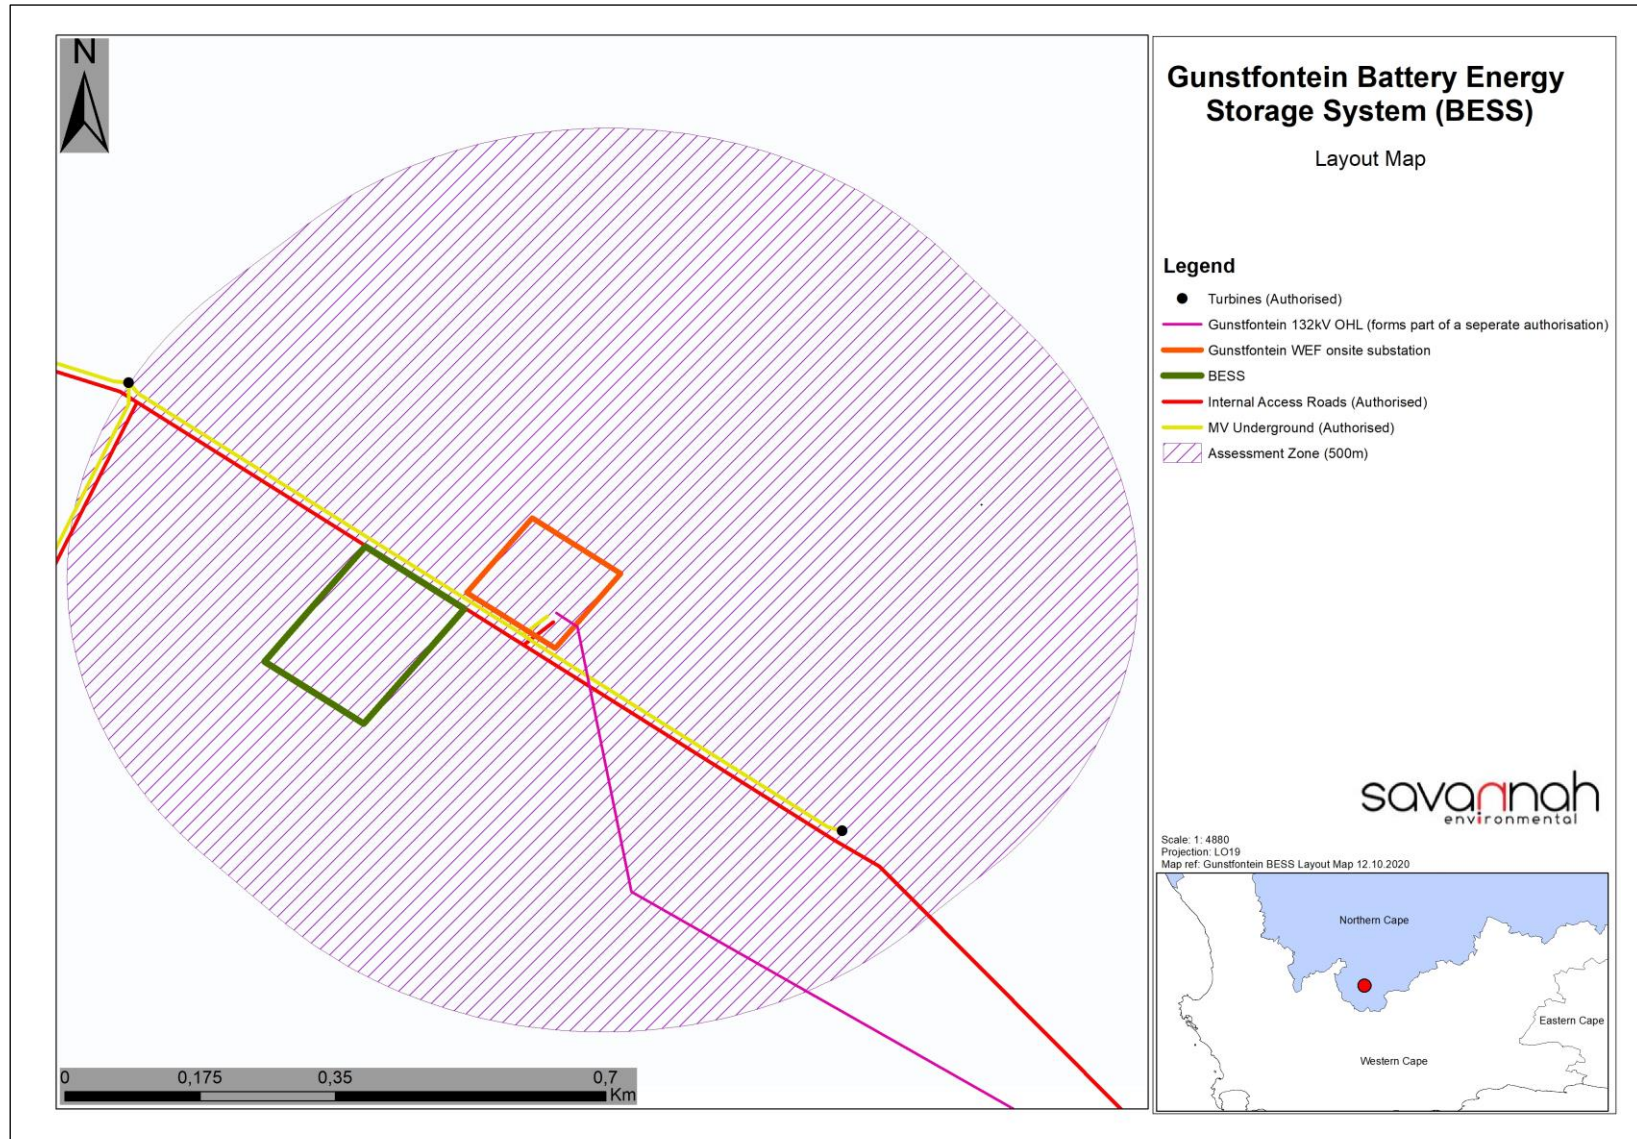 N
Gunstfontein Battery Energy
Storage System (BESS)
Layout Map
Legend
Turbines (Authorised)
Gunstfontein 132kV OHL (forms part of a seperate authorisation)
Gunstfontein WEF onsite substation
BESS
Internal Access Roads (Authorised)
MV Underground (Authorised)
Assessment Zone (500m)
savannah
environmental
Scale: 1: 4880
Projection: LO19
Map ref: Gunstfontein BESS Layout Map 12.10.2020
Northern Cape
Eastern Cape
Western Cape
0 0,175 0,35 0,7
Km